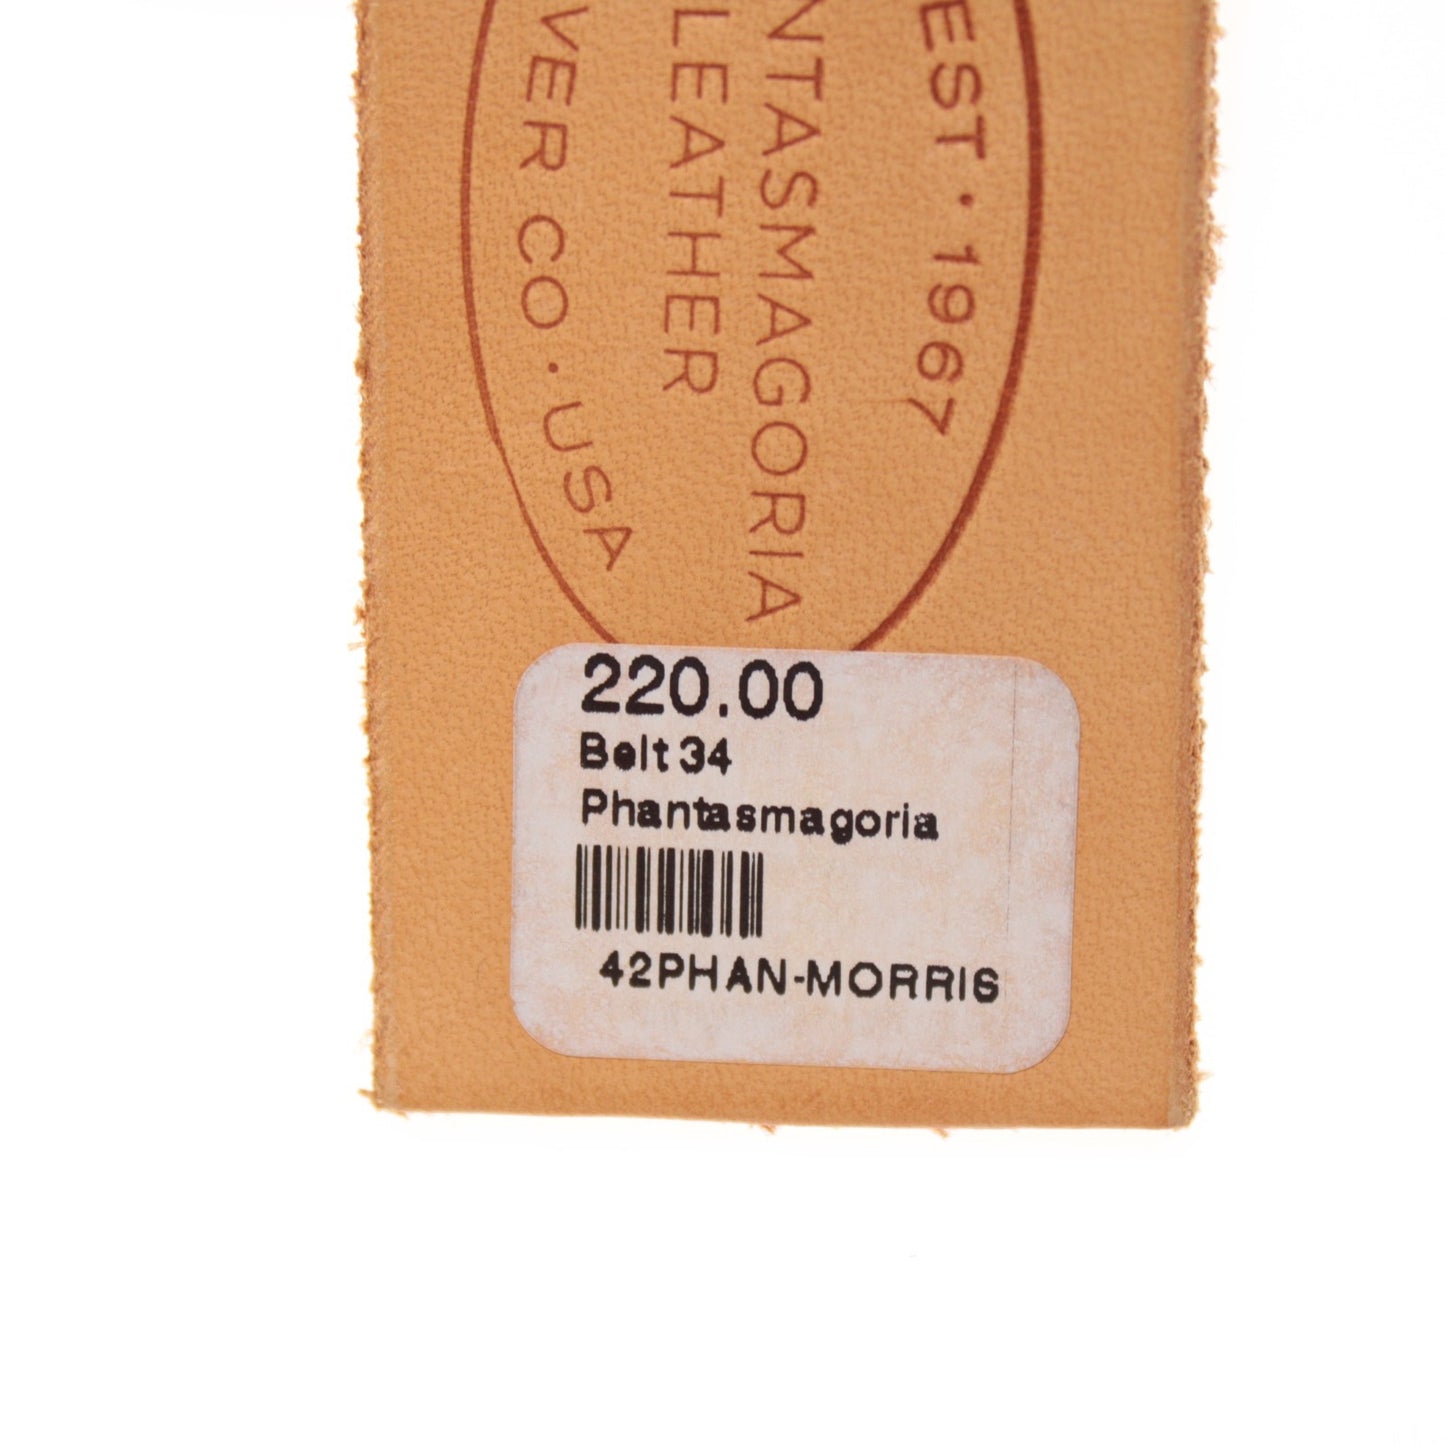 EST · 1967
NTASMAGORIA
LEATHER
VER CO · USA
220.00
Belt 34
Phantasmagoria
42PHAN-MORRIS